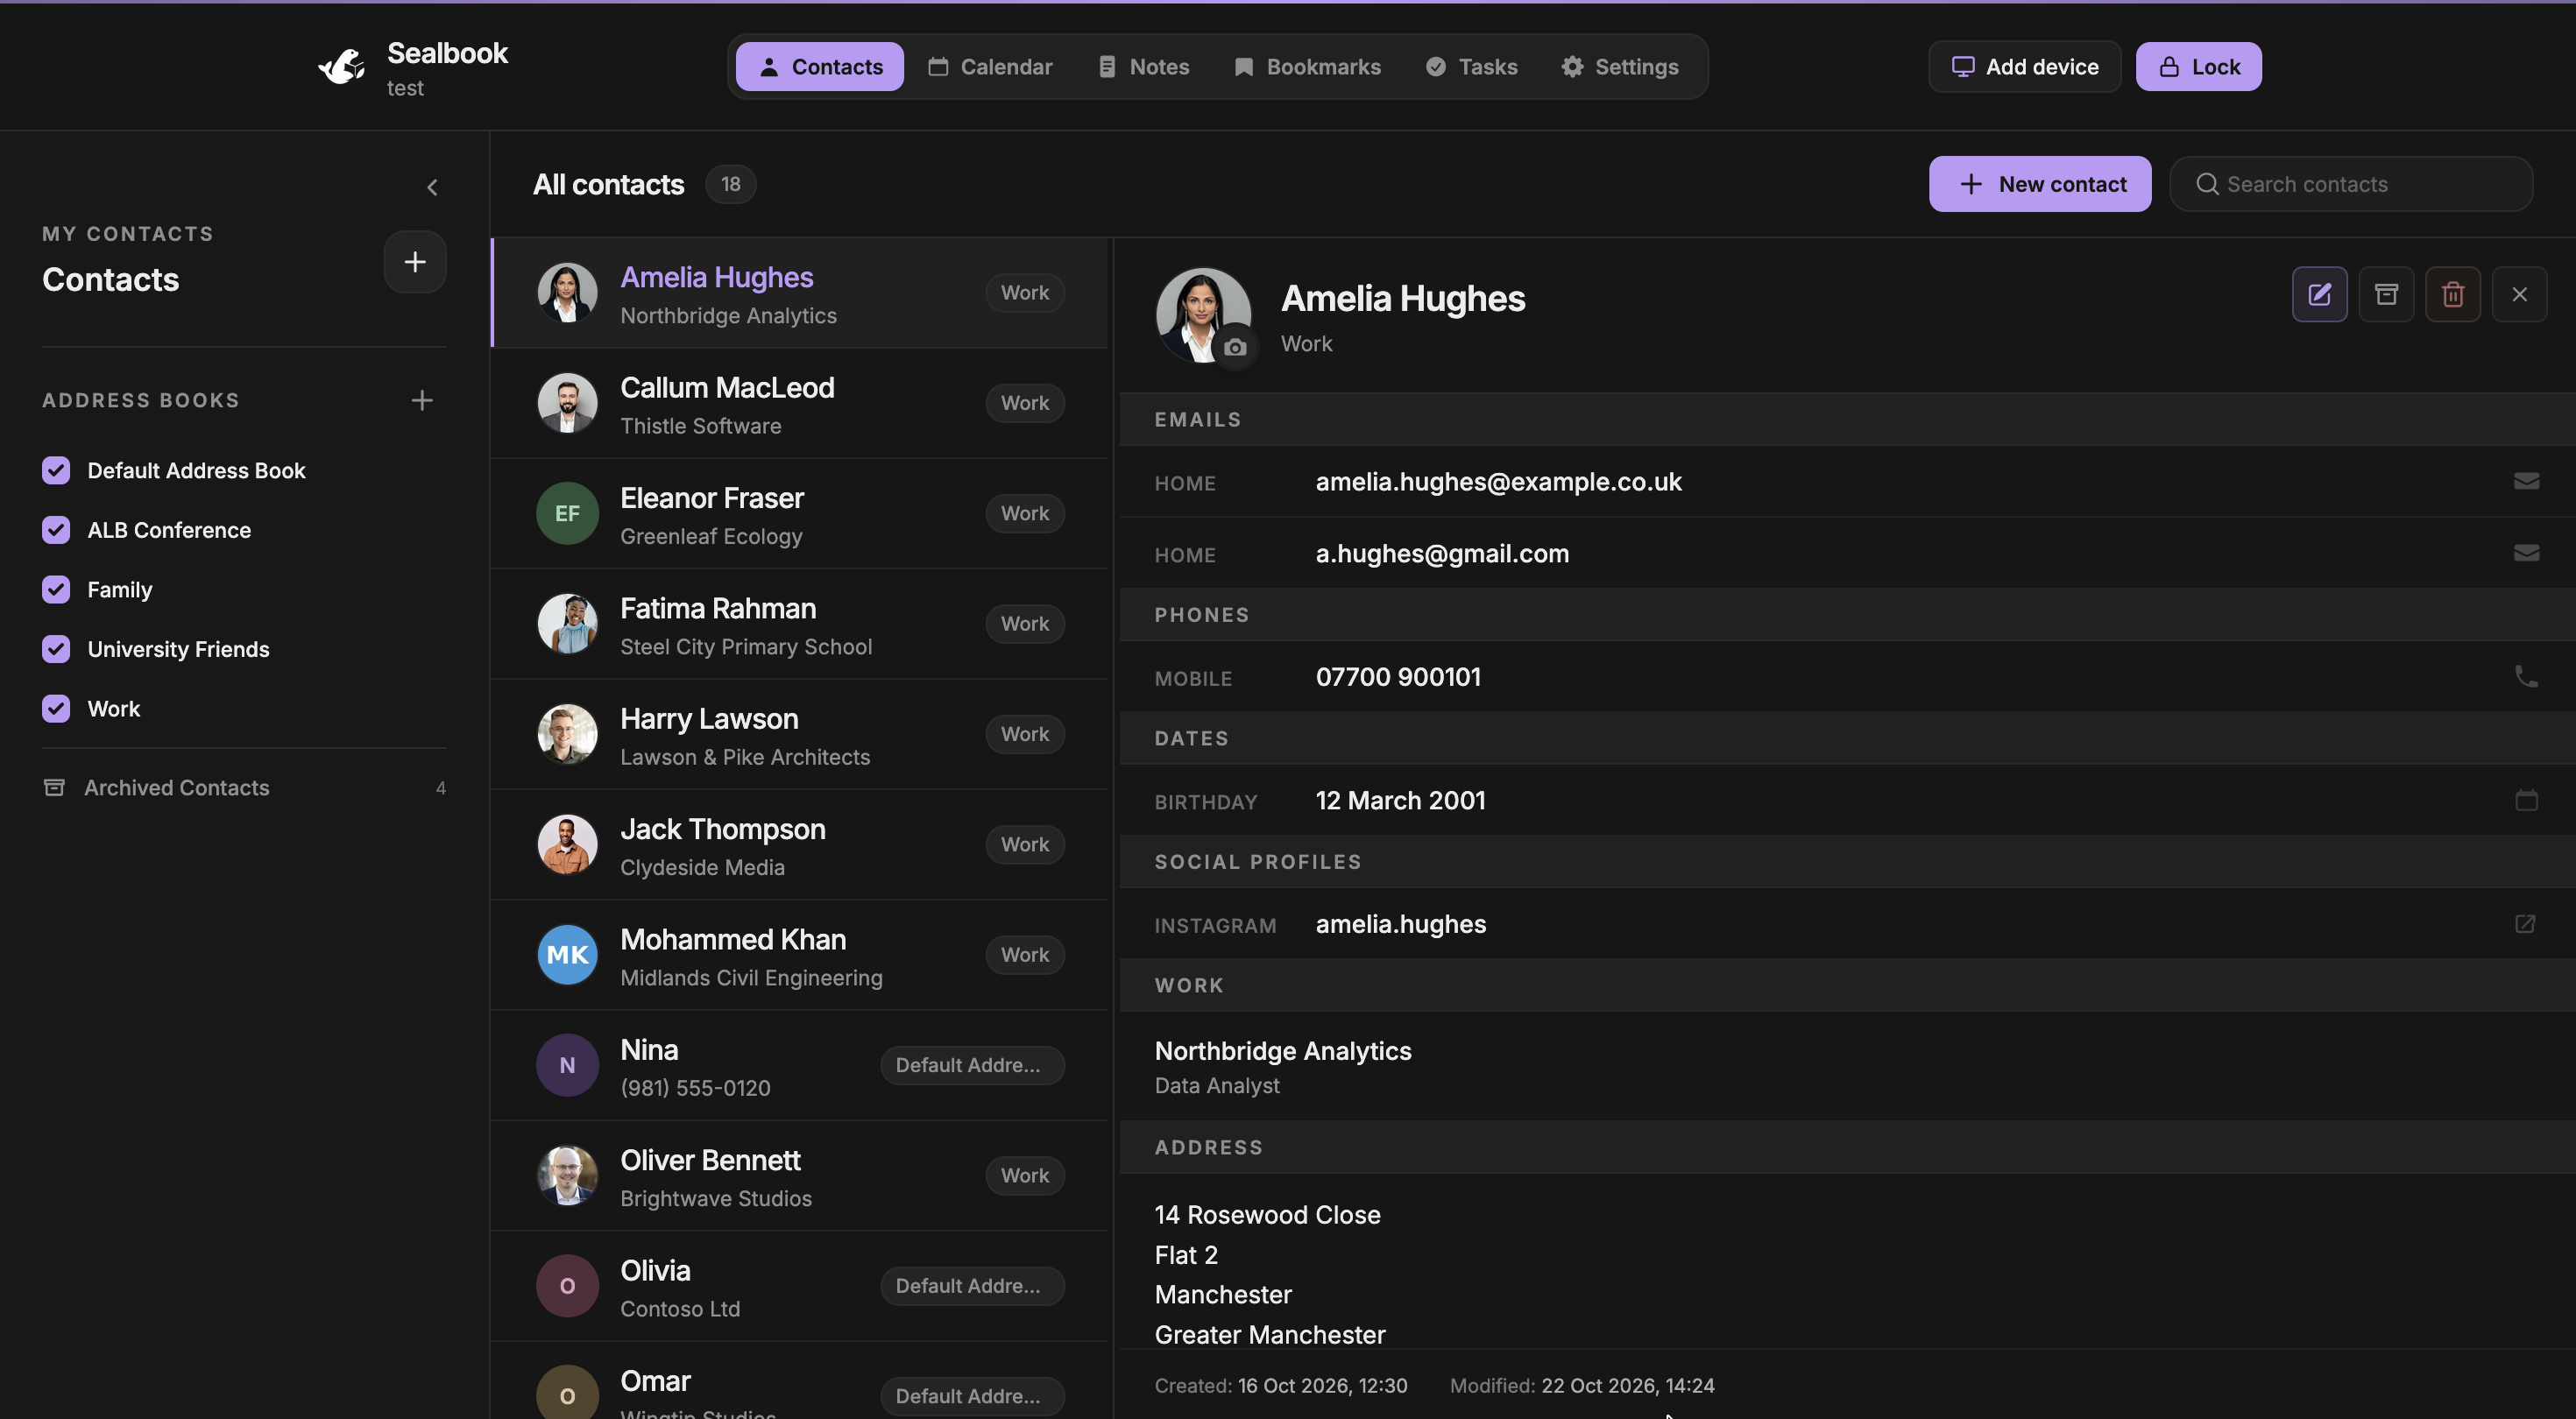 Sealbook
test
Contacts
Calendar
Notes
Bookmarks
Tasks
Settings
Add device
Lock
MY CONTACTS
Contacts
ADDRESS BOOKS
Default Address Book
ALB Conference
Family
University Friends
Work
Archived Contacts 4
All contacts 18
New contact
Search contacts
Amelia Hughes
Northbridge Analytics
Work
Callum MacLeod
Thistle Software
Work
EF
Eleanor Fraser
Greenleaf Ecology
Work
Fatima Rahman
Steel City Primary School
Work
Harry Lawson
Lawson & Pike Architects
Work
Jack Thompson
Clydeside Media
Work
MK
Mohammed Khan
Midlands Civil Engineering
Work
N
Nina
(981) 555-0120
Default Addre...
Oliver Bennett
Brightwave Studios
Work
O
Olivia
Contoso Ltd
Default Addre...
O
Omar
Wingtip Studios
Default Addre...
Amelia Hughes
Work
EMAILS
HOME amelia.hughes@example.co.uk
HOME a.hughes@gmail.com
PHONES
MOBILE 07700 900101
DATES
BIRTHDAY 12 March 2001
SOCIAL PROFILES
INSTAGRAM amelia.hughes
WORK
Northbridge Analytics
Data Analyst
ADDRESS
14 Rosewood Close
Flat 2
Manchester
Greater Manchester
Created: 16 Oct 2026, 12:30 Modified: 22 Oct 2026, 14:24